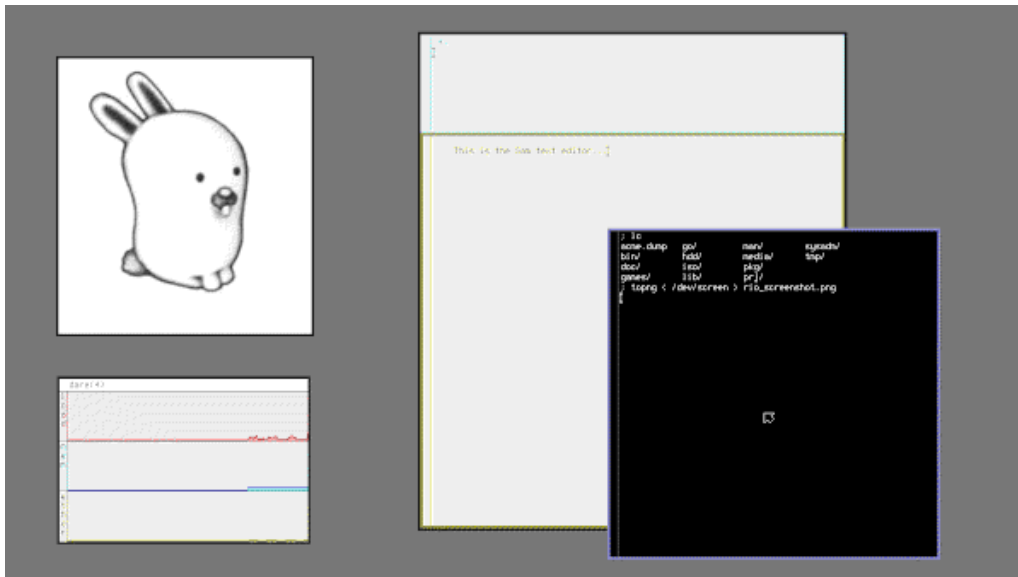 This is the Sam text editor..
; lc
acme.dump go/ man/ sysadm/
bin/ hdd/ media/ tmp/
doc/ iso/ pkg/
games/ lib/ prj/
; topng < /dev/screen > rio_screenshot.png